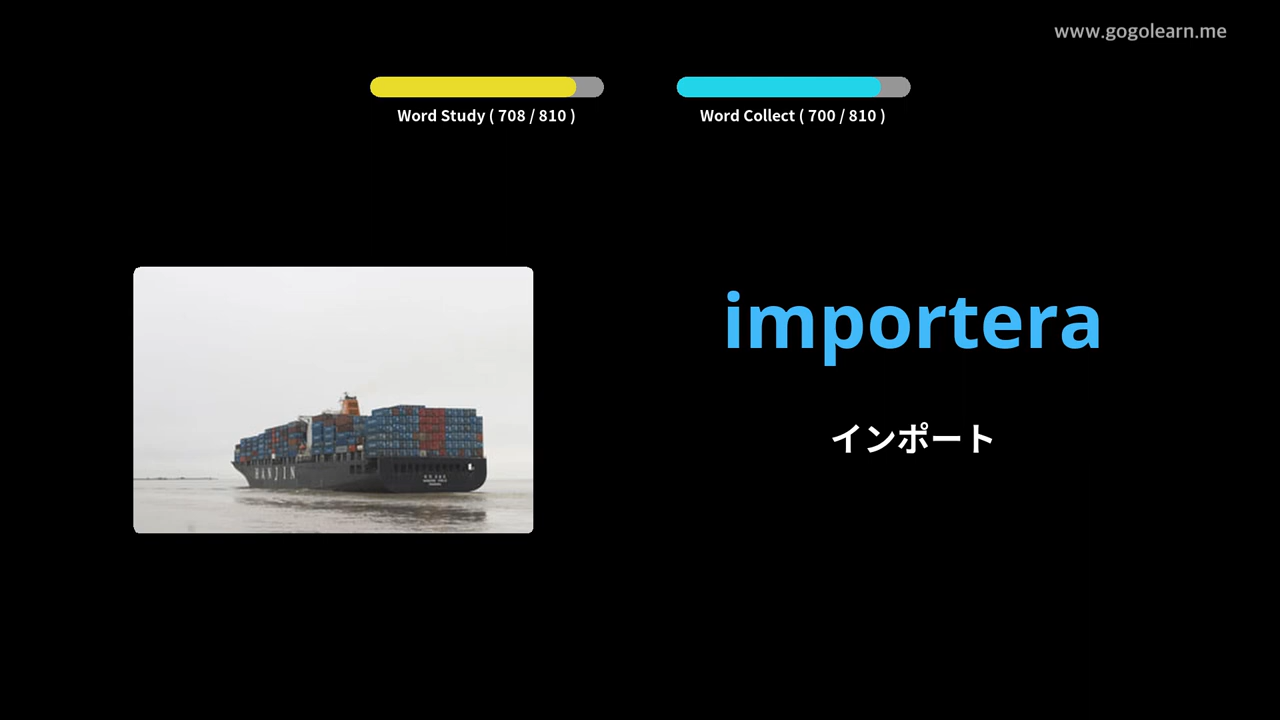 www.gogolearn.me
Word Study ( 708 / 810 )
Word Collect ( 700 / 810 )
importera
インポート
HANJIN